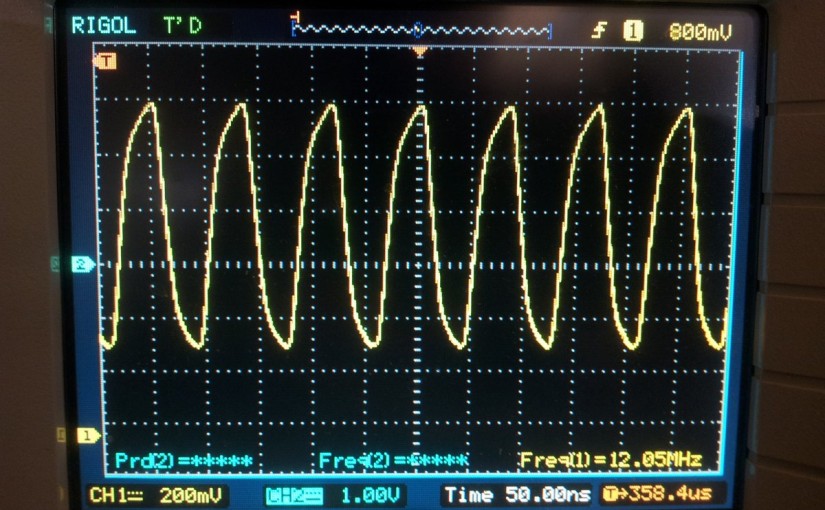 RIGOL T'D 1 800mV
T
2
1
Prd(2)=***** Freq(2)=***** Freq(1)=12.05MHz
CH1 200mV CH2 1.00V Time 50.00ns T→358.4us